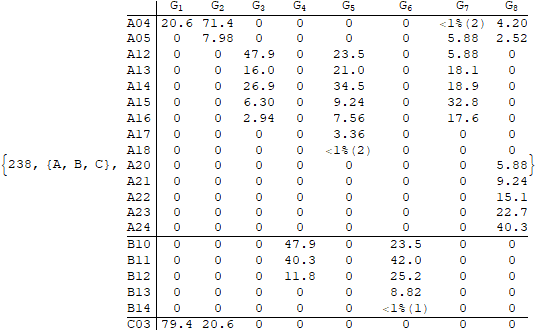 G₁ G₂ G₃ G₄ G₅ G₆ G₇ G₈
A04 20.6 71.4 0 0 0 0 <1%(2) 4.20
A05 0 7.98 0 0 0 0 5.88 2.52
A12 0 0 47.9 0 23.5 0 5.88 0
A13 0 0 16.0 0 21.0 0 18.1 0
A14 0 0 26.9 0 34.5 0 18.9 0
A15 0 0 6.30 0 9.24 0 32.8 0
A16 0 0 2.94 0 7.56 0 17.6 0
A17 0 0 0 0 3.36 0 0 0
A18 0 0 0 0 <1%(2) 0 0 0
{238, {A, B, C}, A20 0 0 0 0 0 0 0 5.88}
A21 0 0 0 0 0 0 0 9.24
A22 0 0 0 0 0 0 0 15.1
A23 0 0 0 0 0 0 0 22.7
A24 0 0 0 0 0 0 0 40.3
B10 0 0 0 47.9 0 23.5 0 0
B11 0 0 0 40.3 0 42.0 0 0
B12 0 0 0 11.8 0 25.2 0 0
B13 0 0 0 0 0 8.82 0 0
B14 0 0 0 0 0 <1%(1) 0 0
C03 79.4 20.6 0 0 0 0 0 0